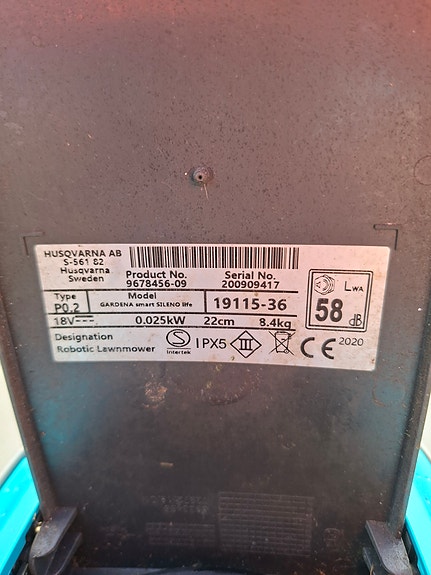 HUSQVARNA AB
S-561 82
Husqvarna
Sweden
Product No. Serial No.
9678456-09 200909417
Type Model
P0.2 GARDENA smart SILENO life 19115-36
18V 0.025kW 22cm 8.4kg
Designation
Robotic Lawnmower
S
Intertek
IPX5
III
CE
2020
LWA
58
dB